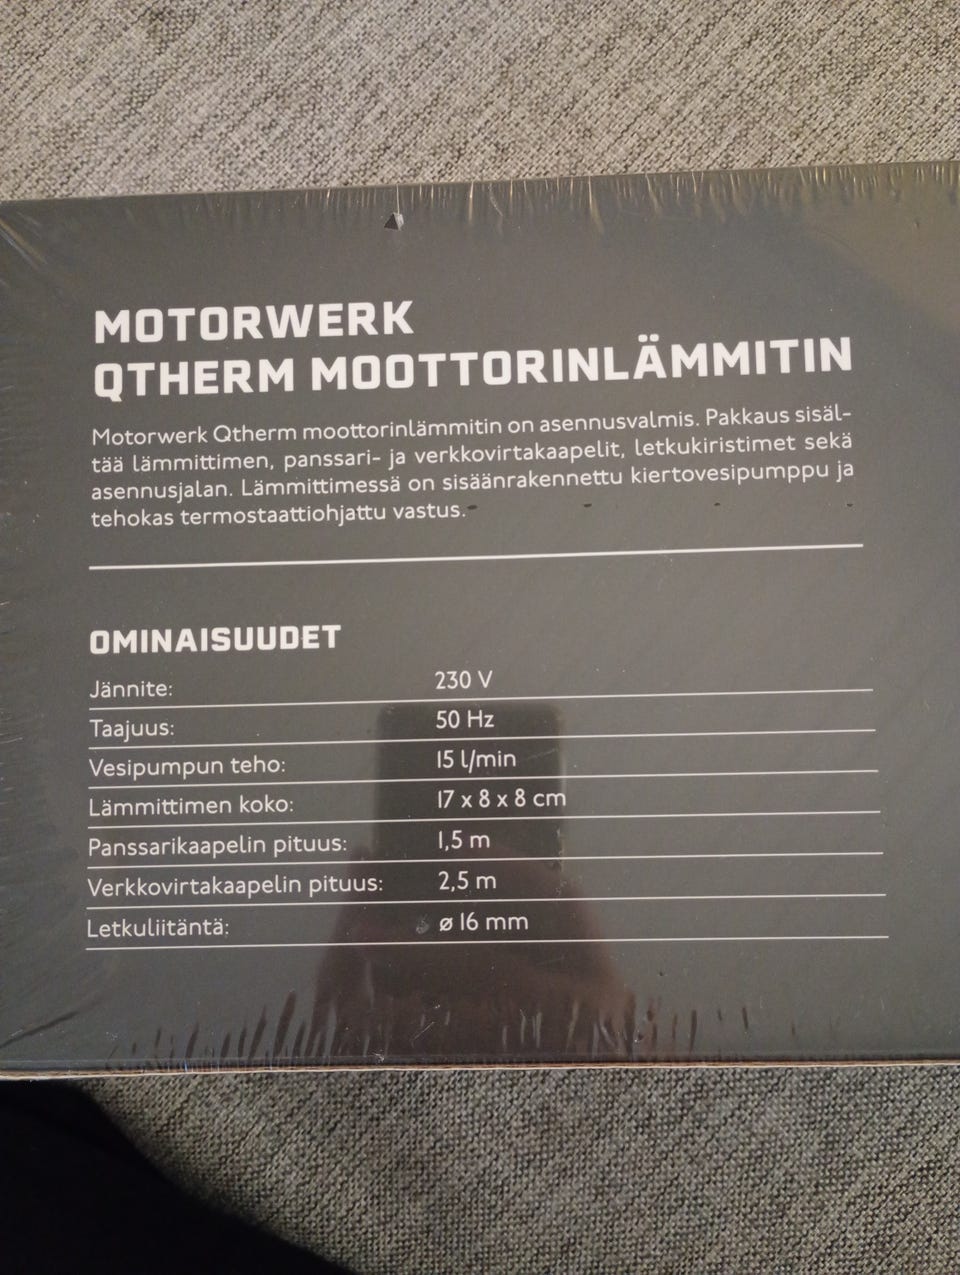 MOTORWERK
QTHERM MOOTTORINLÄMMITIN
Motorwerk Qtherm moottorinlämmitin on asennusvalmis. Pakkaus sisäl-
tää lämmittimen, panssari- ja verkkovirtakaapelit, letkukiristimet sekä
asennusjalan. Lämmittimessä on sisäänrakennettu kiertovesipumppu ja
tehokas termostaattiohjattu vastus.
OMINAISUUDET
Jännite: 230 V
Taajuus: 50 Hz
Vesipumpun teho: 15 l/min
Lämmittimen koko: 17 x 8 x 8 cm
Panssarikaapelin pituus: 1,5 m
Verkkovirtakaapelin pituus: 2,5 m
Letkuliitäntä: ø 16 mm